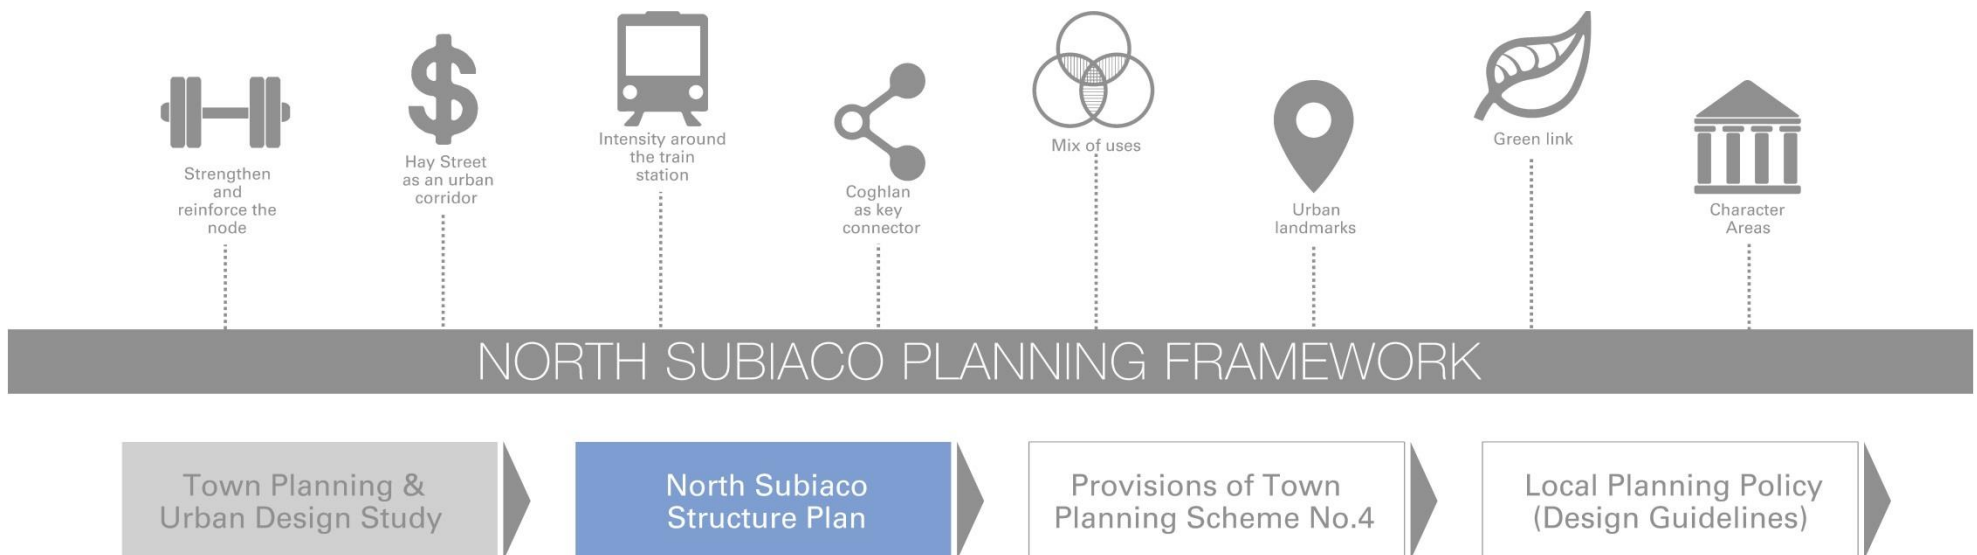 Strengthen
and
reinforce the
node
Hay Street
as an urban
corridor
Intensity around
the train
station
Coghlan
as key
connector
Mix of uses
Urban
landmarks
Green link
Character
Areas
NORTH SUBIACO PLANNING FRAMEWORK
Town Planning &
Urban Design Study
North Subiaco
Structure Plan
Provisions of Town
Planning Scheme No.4
Local Planning Policy
(Design Guidelines)